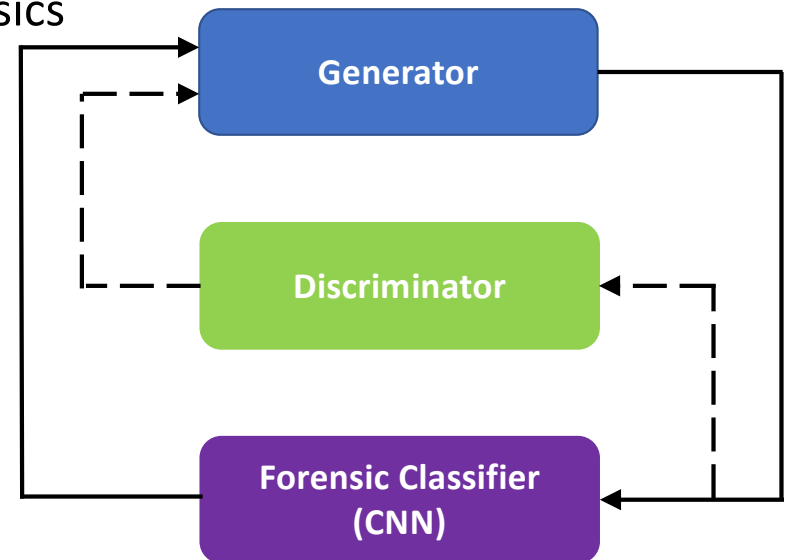 sics
Generator
Discriminator
Forensic Classifier
(CNN)